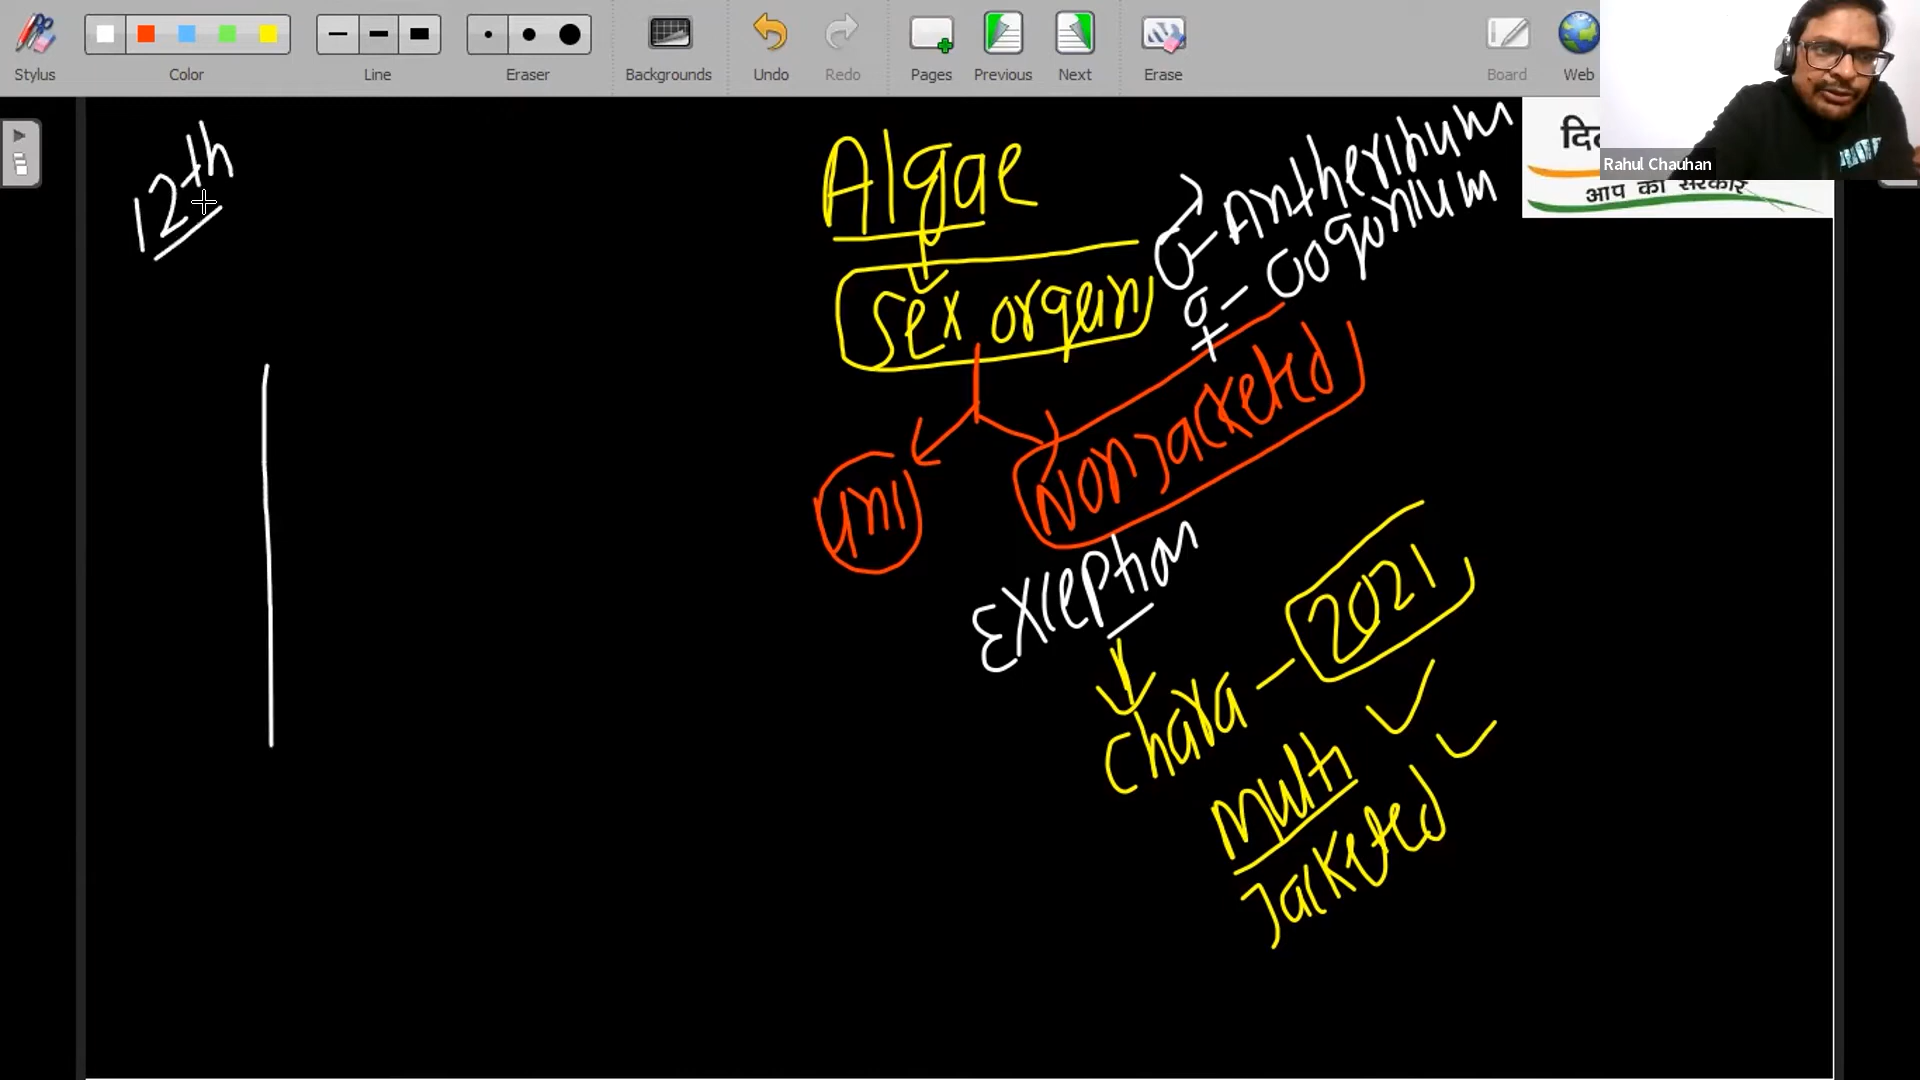 Stylus
Color
Line
Eraser
Backgrounds
Undo
Redo
Pages
Previous
Next
Erase
Board
Web
Rahul Chauhan
आप की सरकार
12th
Algae
Sex organ
♂ - Antheridium
♀ - Oogonium
Uni
Non Jacketed
Exception
Chara - 2021
Multi
Jacketed